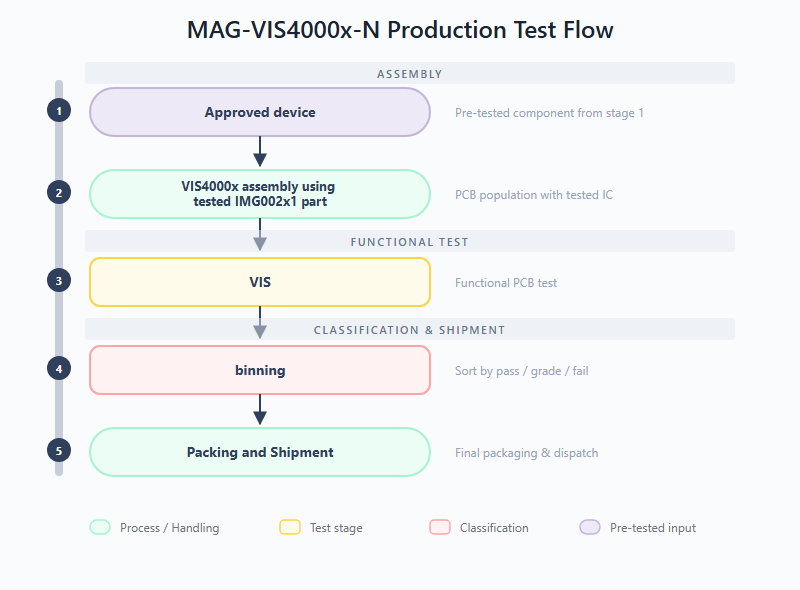 MAG-VIS4000x-N Production Test Flow
ASSEMBLY
1
Approved device
Pre-tested component from stage 1
2
VIS4000x assembly using
tested IMG002x1 part
PCB population with tested IC
FUNCTIONAL TEST
3
VIS
Functional PCB test
CLASSIFICATION & SHIPMENT
4
binning
Sort by pass / grade / fail
5
Packing and Shipment
Final packaging & dispatch
Process / Handling
Test stage
Classification
Pre-tested input